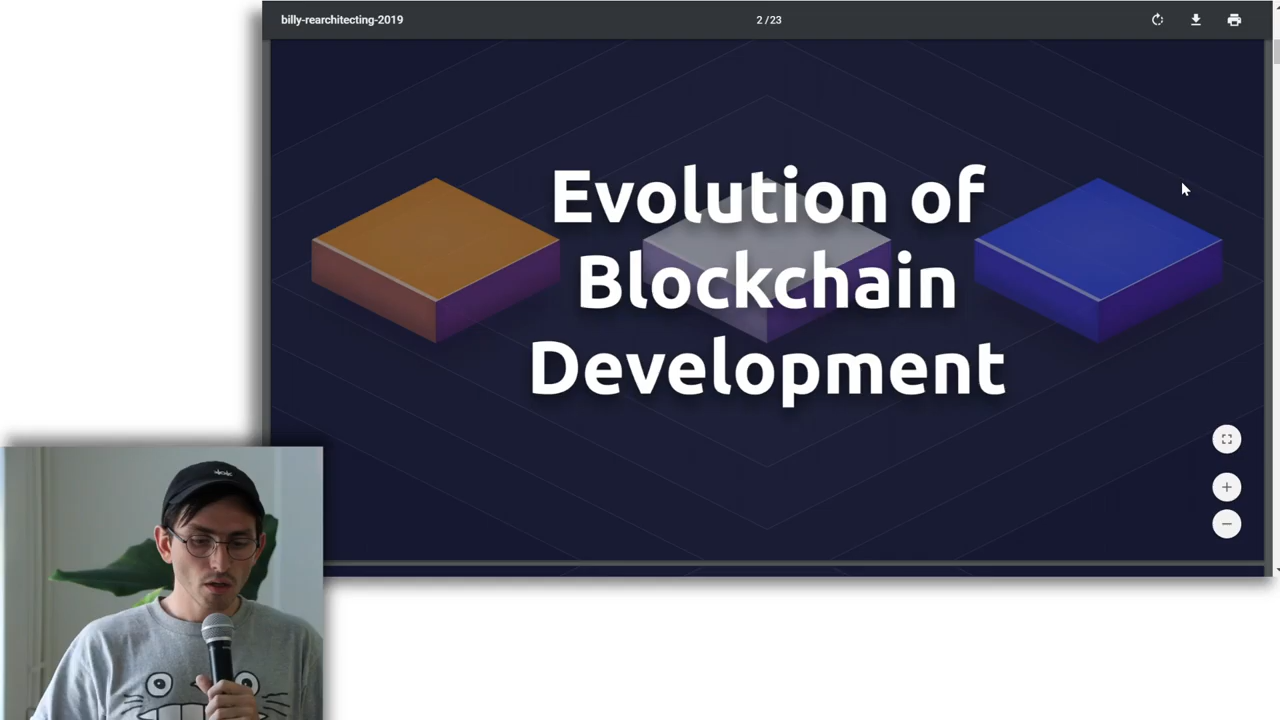 billy-rearchitecting-2019
2 / 23
Evolution of
Blockchain
Development